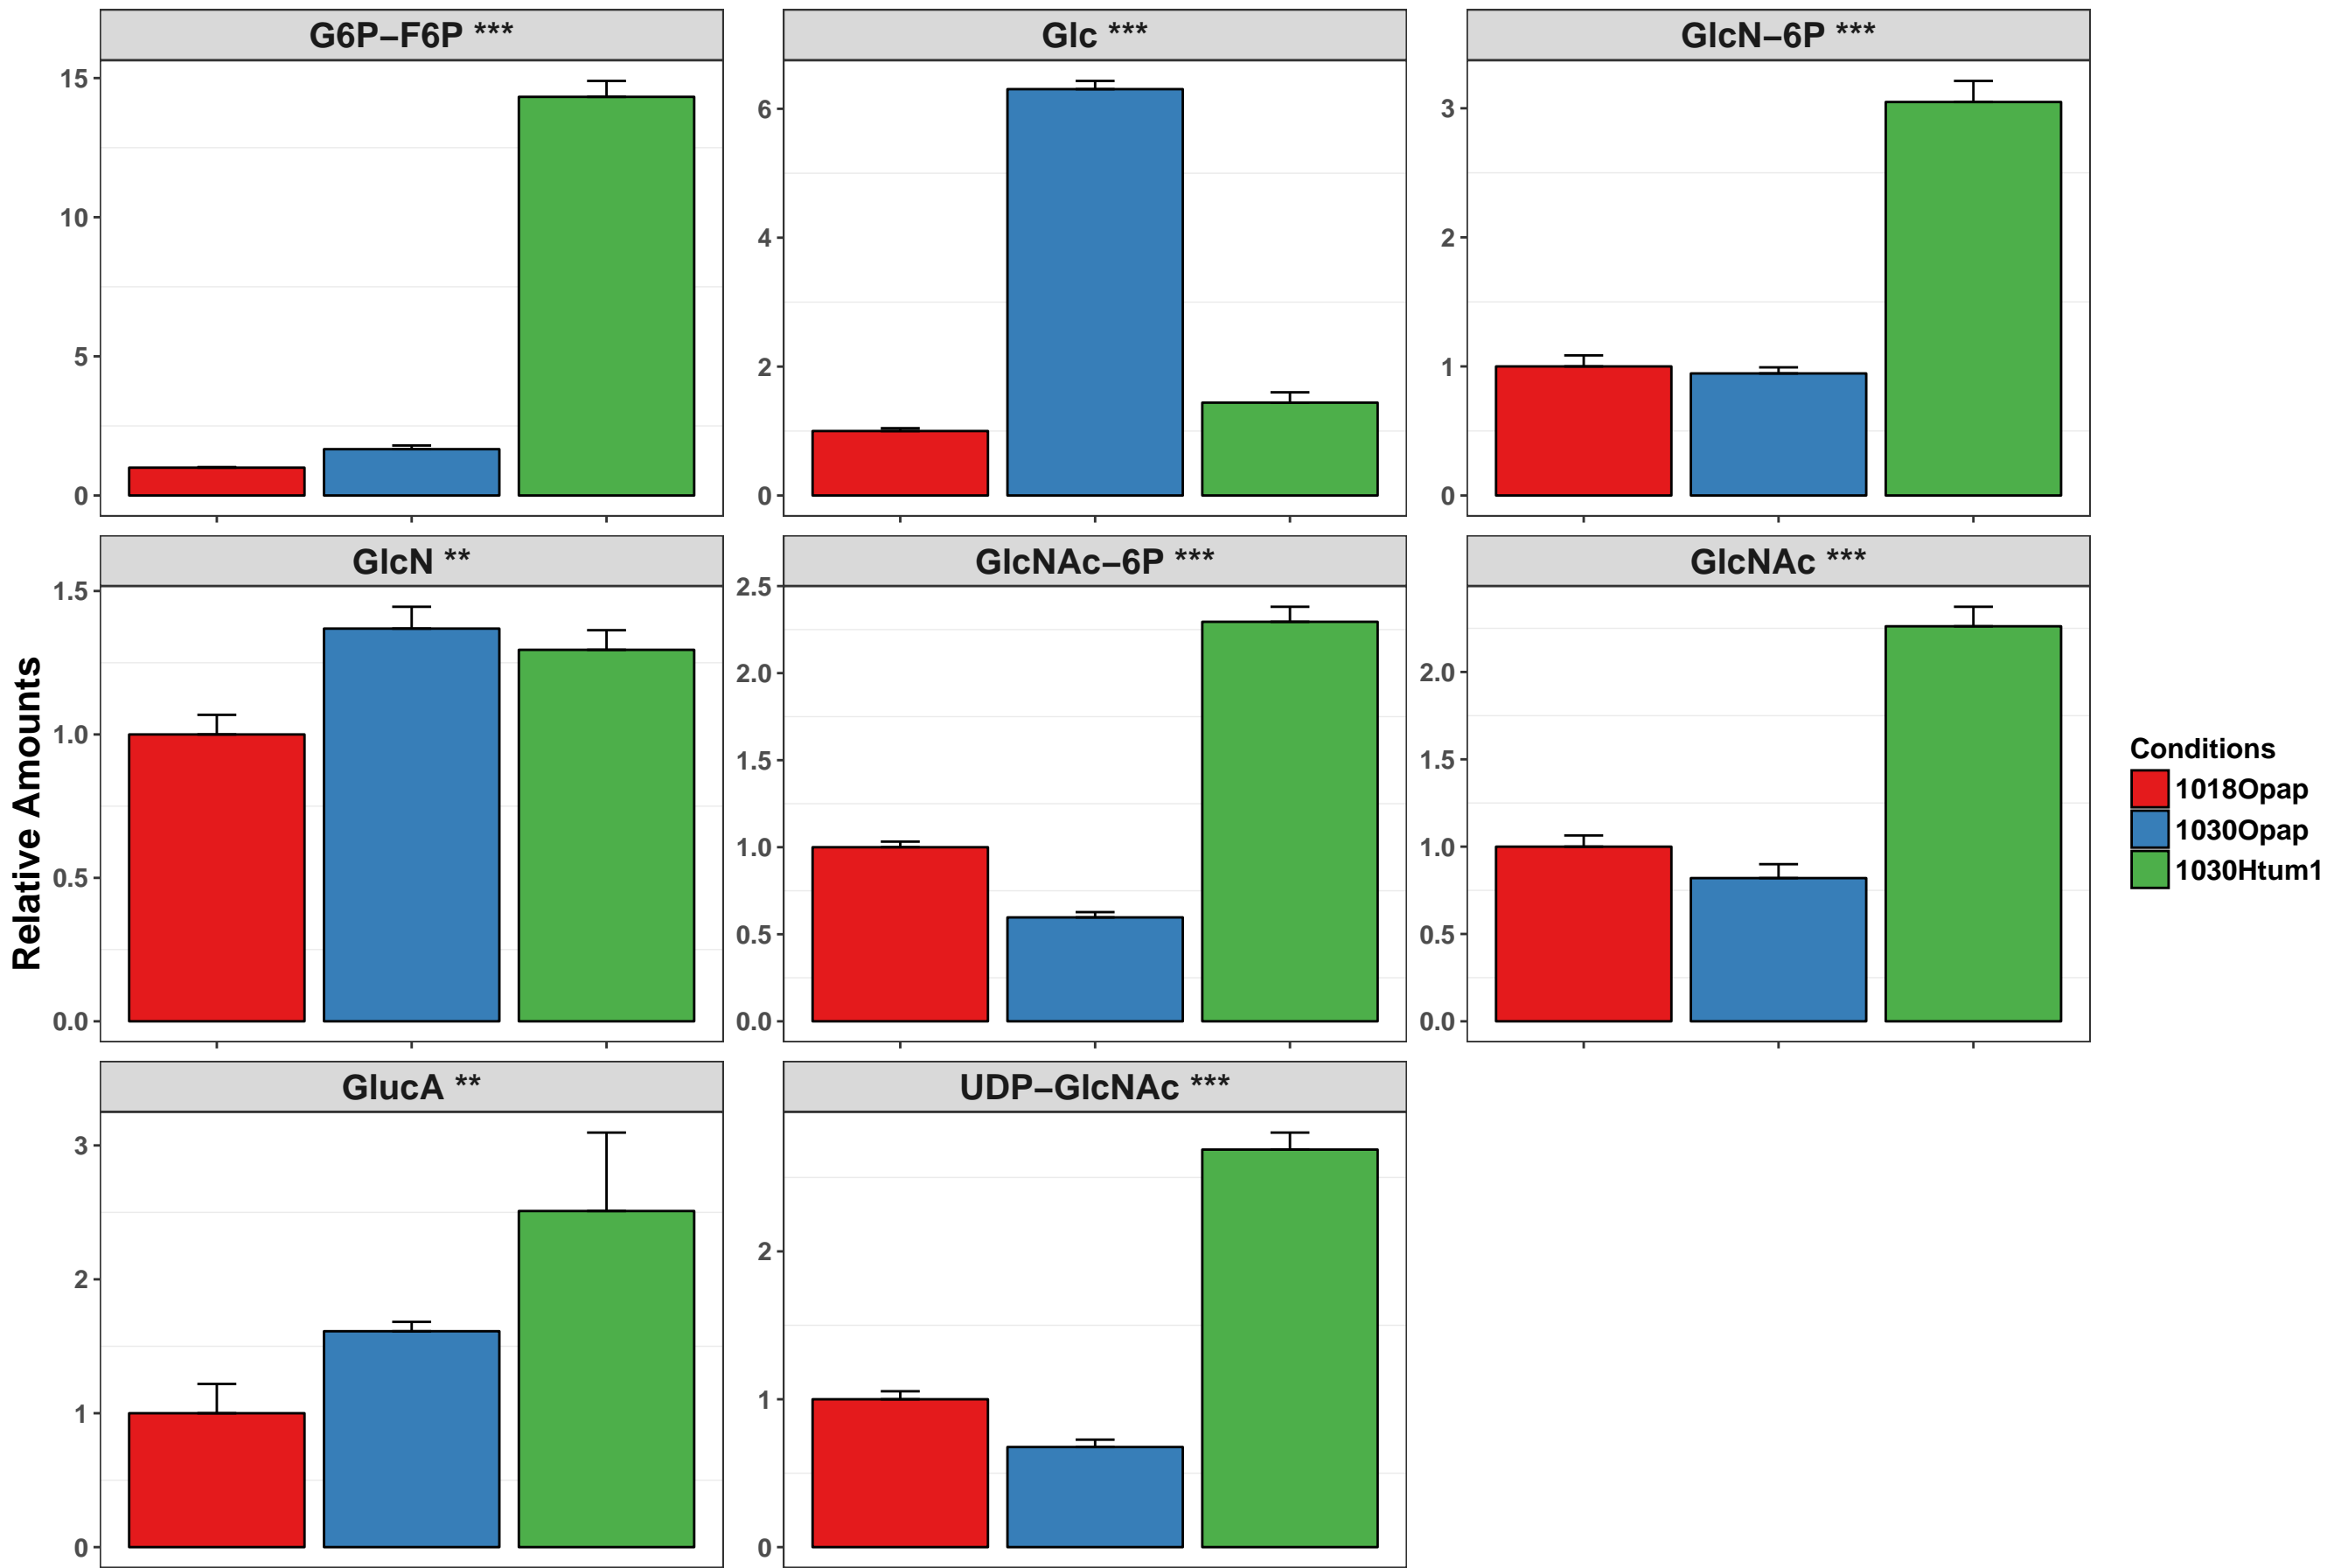 G6P–F6P ***
Glc ***
GlcN–6P ***
15
10
5
0
6
4
2
0
3
2
1
0
GlcN **
GlcNAc–6P ***
GlcNAc ***
1.5
1.0
0.5
0.0
2.5
2.0
1.5
1.0
0.5
0.0
2.0
1.5
1.0
0.5
0.0
Relative Amounts
GlucA **
UDP–GlcNAc ***
3
2
1
0
2
1
0
Conditions
1018Opap
1030Opap
1030Htum1